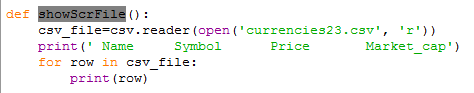 def showScrFile():
    csv_file=csv.reader(open('currencies23.csv', 'r'))
    print(' Name      Symbol      Price        Market_cap')
    for row in csv_file:
        print(row)